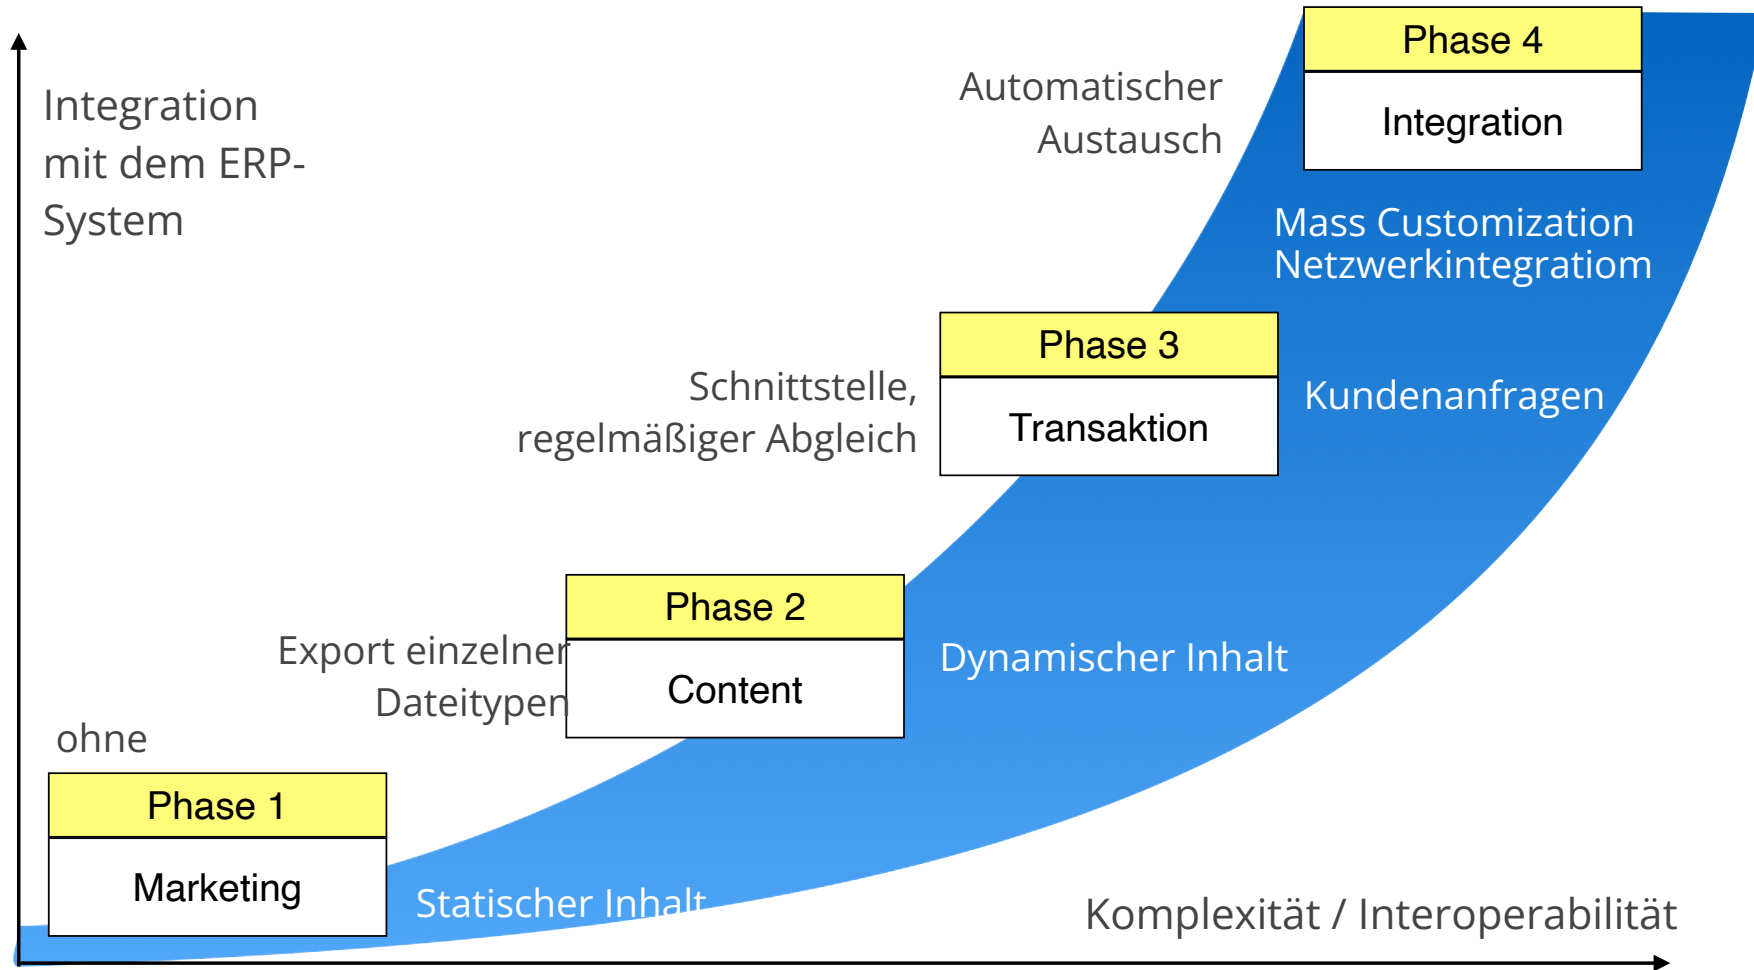 Integration
mit dem ERP-
System
Phase 4
Integration
Automatischer
Austausch
Mass Customization
Netzwerkintegratiom
Phase 3
Transaktion
Schnittstelle,
regelmäßiger Abgleich
Kundenanfragen
Phase 2
Content
Export einzelner
Dateitypen
Dynamischer Inhalt
ohne
Phase 1
Marketing
Statischer Inhalt
Komplexität / Interoperabilität